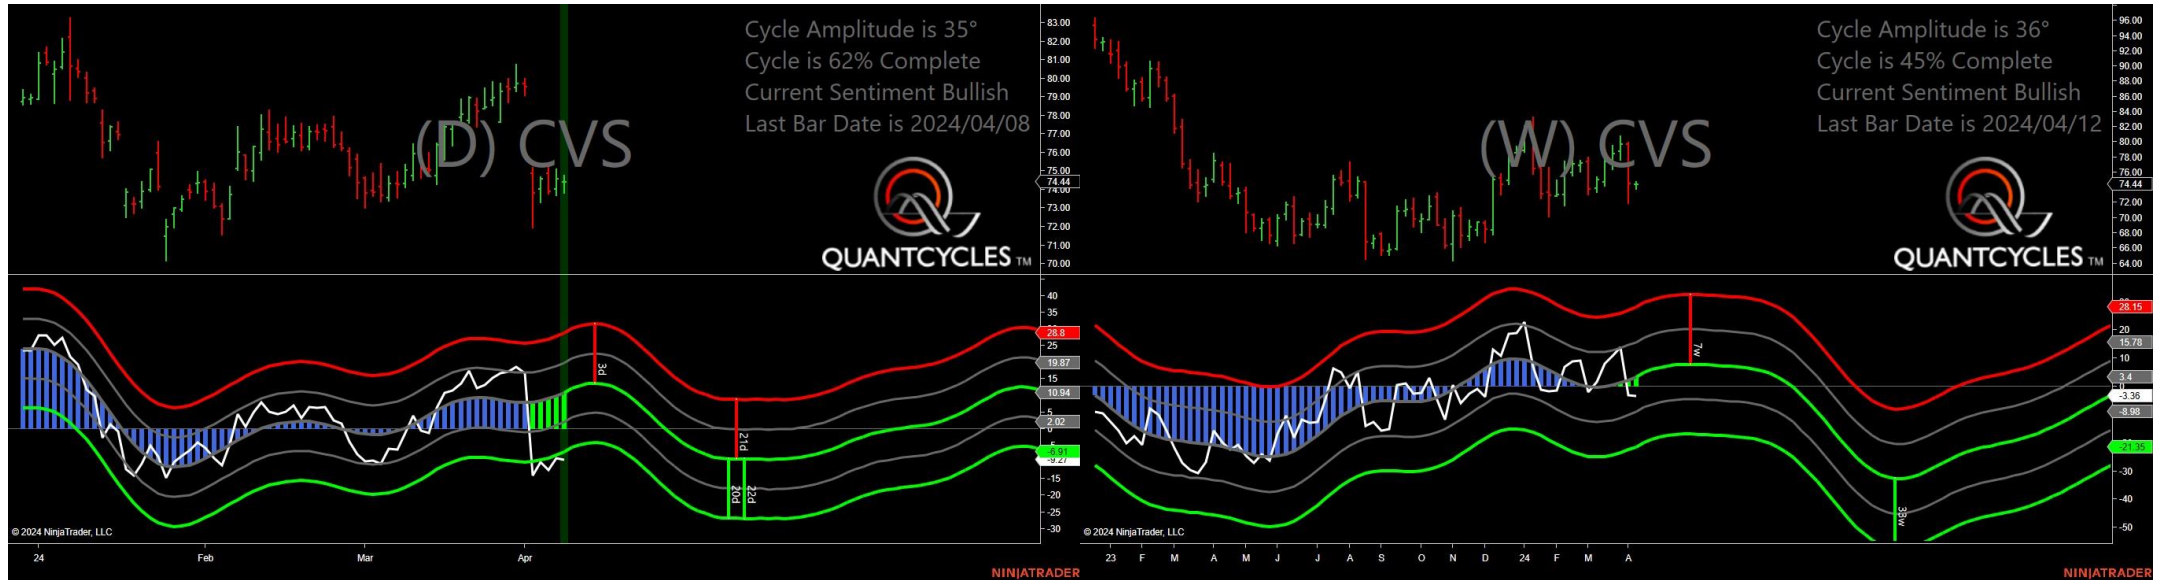 Cycle Amplitude is 35°
Cycle is 62% Complete
Current Sentiment Bullish
Last Bar Date is 2024/04/08
(D) CVS
QUANTCYCLES TM
83.00
82.00
81.00
80.00
79.00
78.00
77.00
76.00
75.00
74.44
74.00
73.00
72.00
71.00
70.00
40
35
28.8
25
19.87
15
10.94
5
2.02
0
-5
-6.91
-9.27
-15
-20
-25
-30
3d
21d
20d
22d
© 2024 NinjaTrader, LLC
24 Feb Mar Apr
NINJATRADER
Cycle Amplitude is 36°
Cycle is 45% Complete
Current Sentiment Bullish
Last Bar Date is 2024/04/12
(W) CVS
QUANTCYCLES TM
96.00
94.00
92.00
90.00
88.00
86.00
84.00
82.00
80.00
78.00
76.00
74.44
72.00
70.00
68.00
66.00
64.00
28.15
20
15.78
10
3.4
0
-3.36
-8.98
-21.35
-30
-40
-50
7w
38w
© 2024 NinjaTrader, LLC
23 F M A M J J A S O N D 24 F M A
NINJATRADER